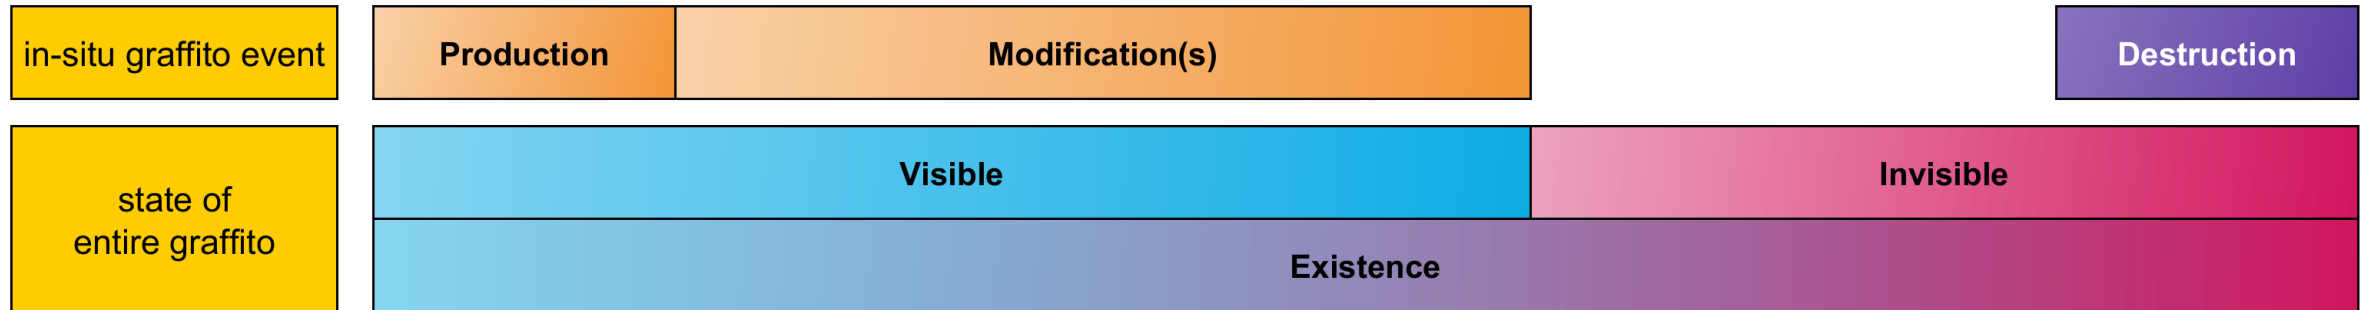 in-situ graffito event
Production
Modification(s)
Destruction
state of
entire graffito
Visible
Invisible
Existence